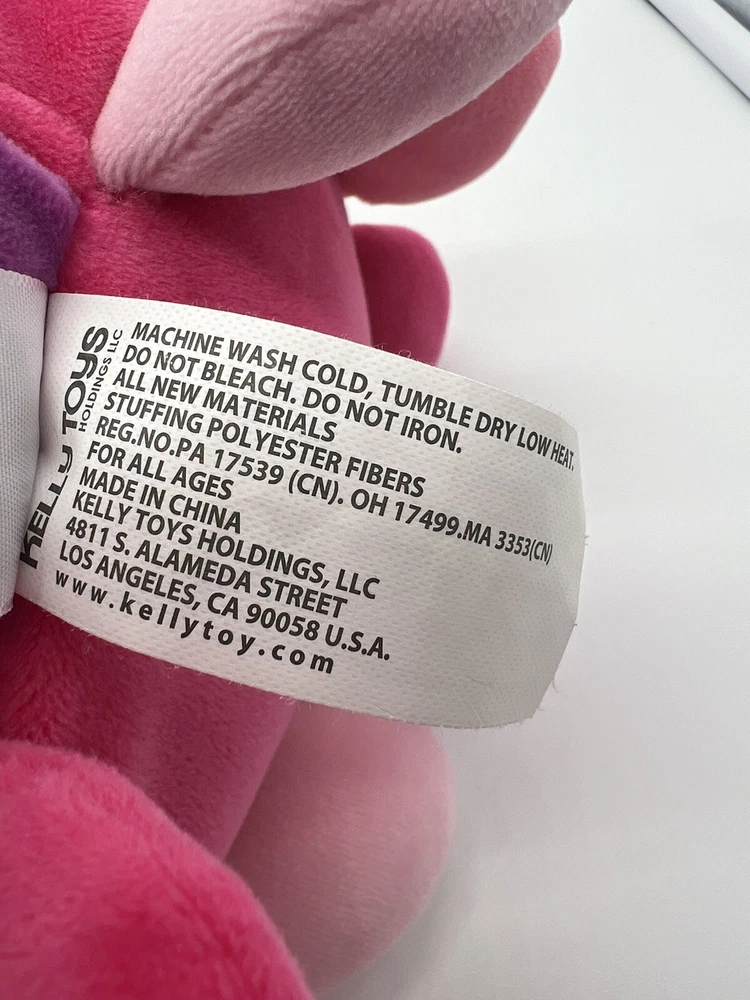 KELLY TOYS
HOLDINGS LLC
MACHINE WASH COLD, TUMBLE DRY LOW HEAT.
DO NOT BLEACH. DO NOT IRON.
ALL NEW MATERIALS
STUFFING POLYESTER FIBERS
REG.NO.PA 17539 (CN). OH 17499.MA 3353(CN)
FOR ALL AGES
MADE IN CHINA
KELLY TOYS HOLDINGS, LLC
4811 S. ALAMEDA STREET
LOS ANGELES, CA 90058 U.S.A.
www.kellytoy.com